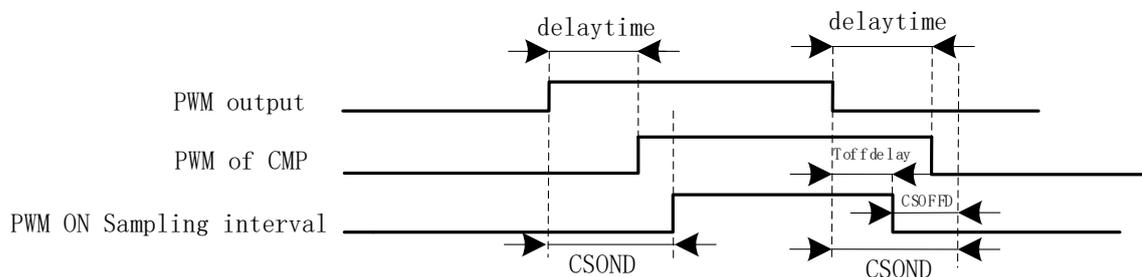 delaytime
delaytime
PWM output
PWM of CMP
Toffdelay
CSOFFD
PWM ON Sampling interval
CSOND
CSOND